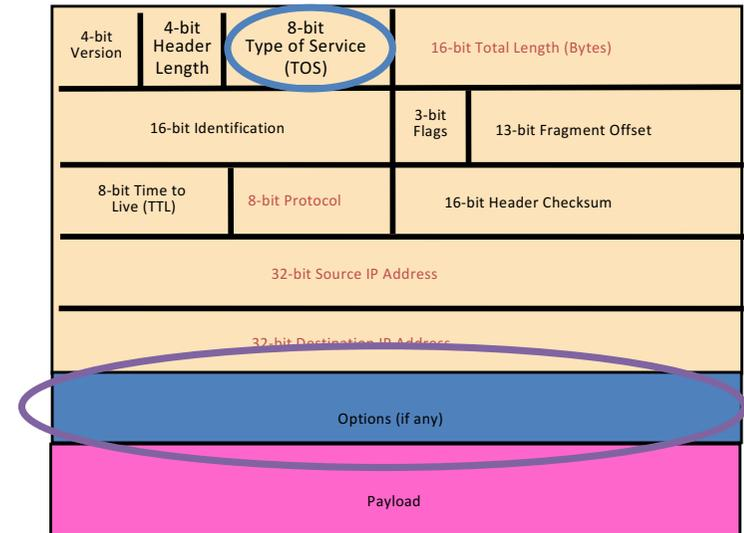 4-bit
Version
4-bit
Header
Length
8-bit
Type of Service
(TOS)
16-bit Total Length (Bytes)
16-bit Identification
3-bit
Flags
13-bit Fragment Offset
8-bit Time to
Live (TTL)
8-bit Protocol
16-bit Header Checksum
32-bit Source IP Address
32-bit Destination IP Address
Options (if any)
Payload